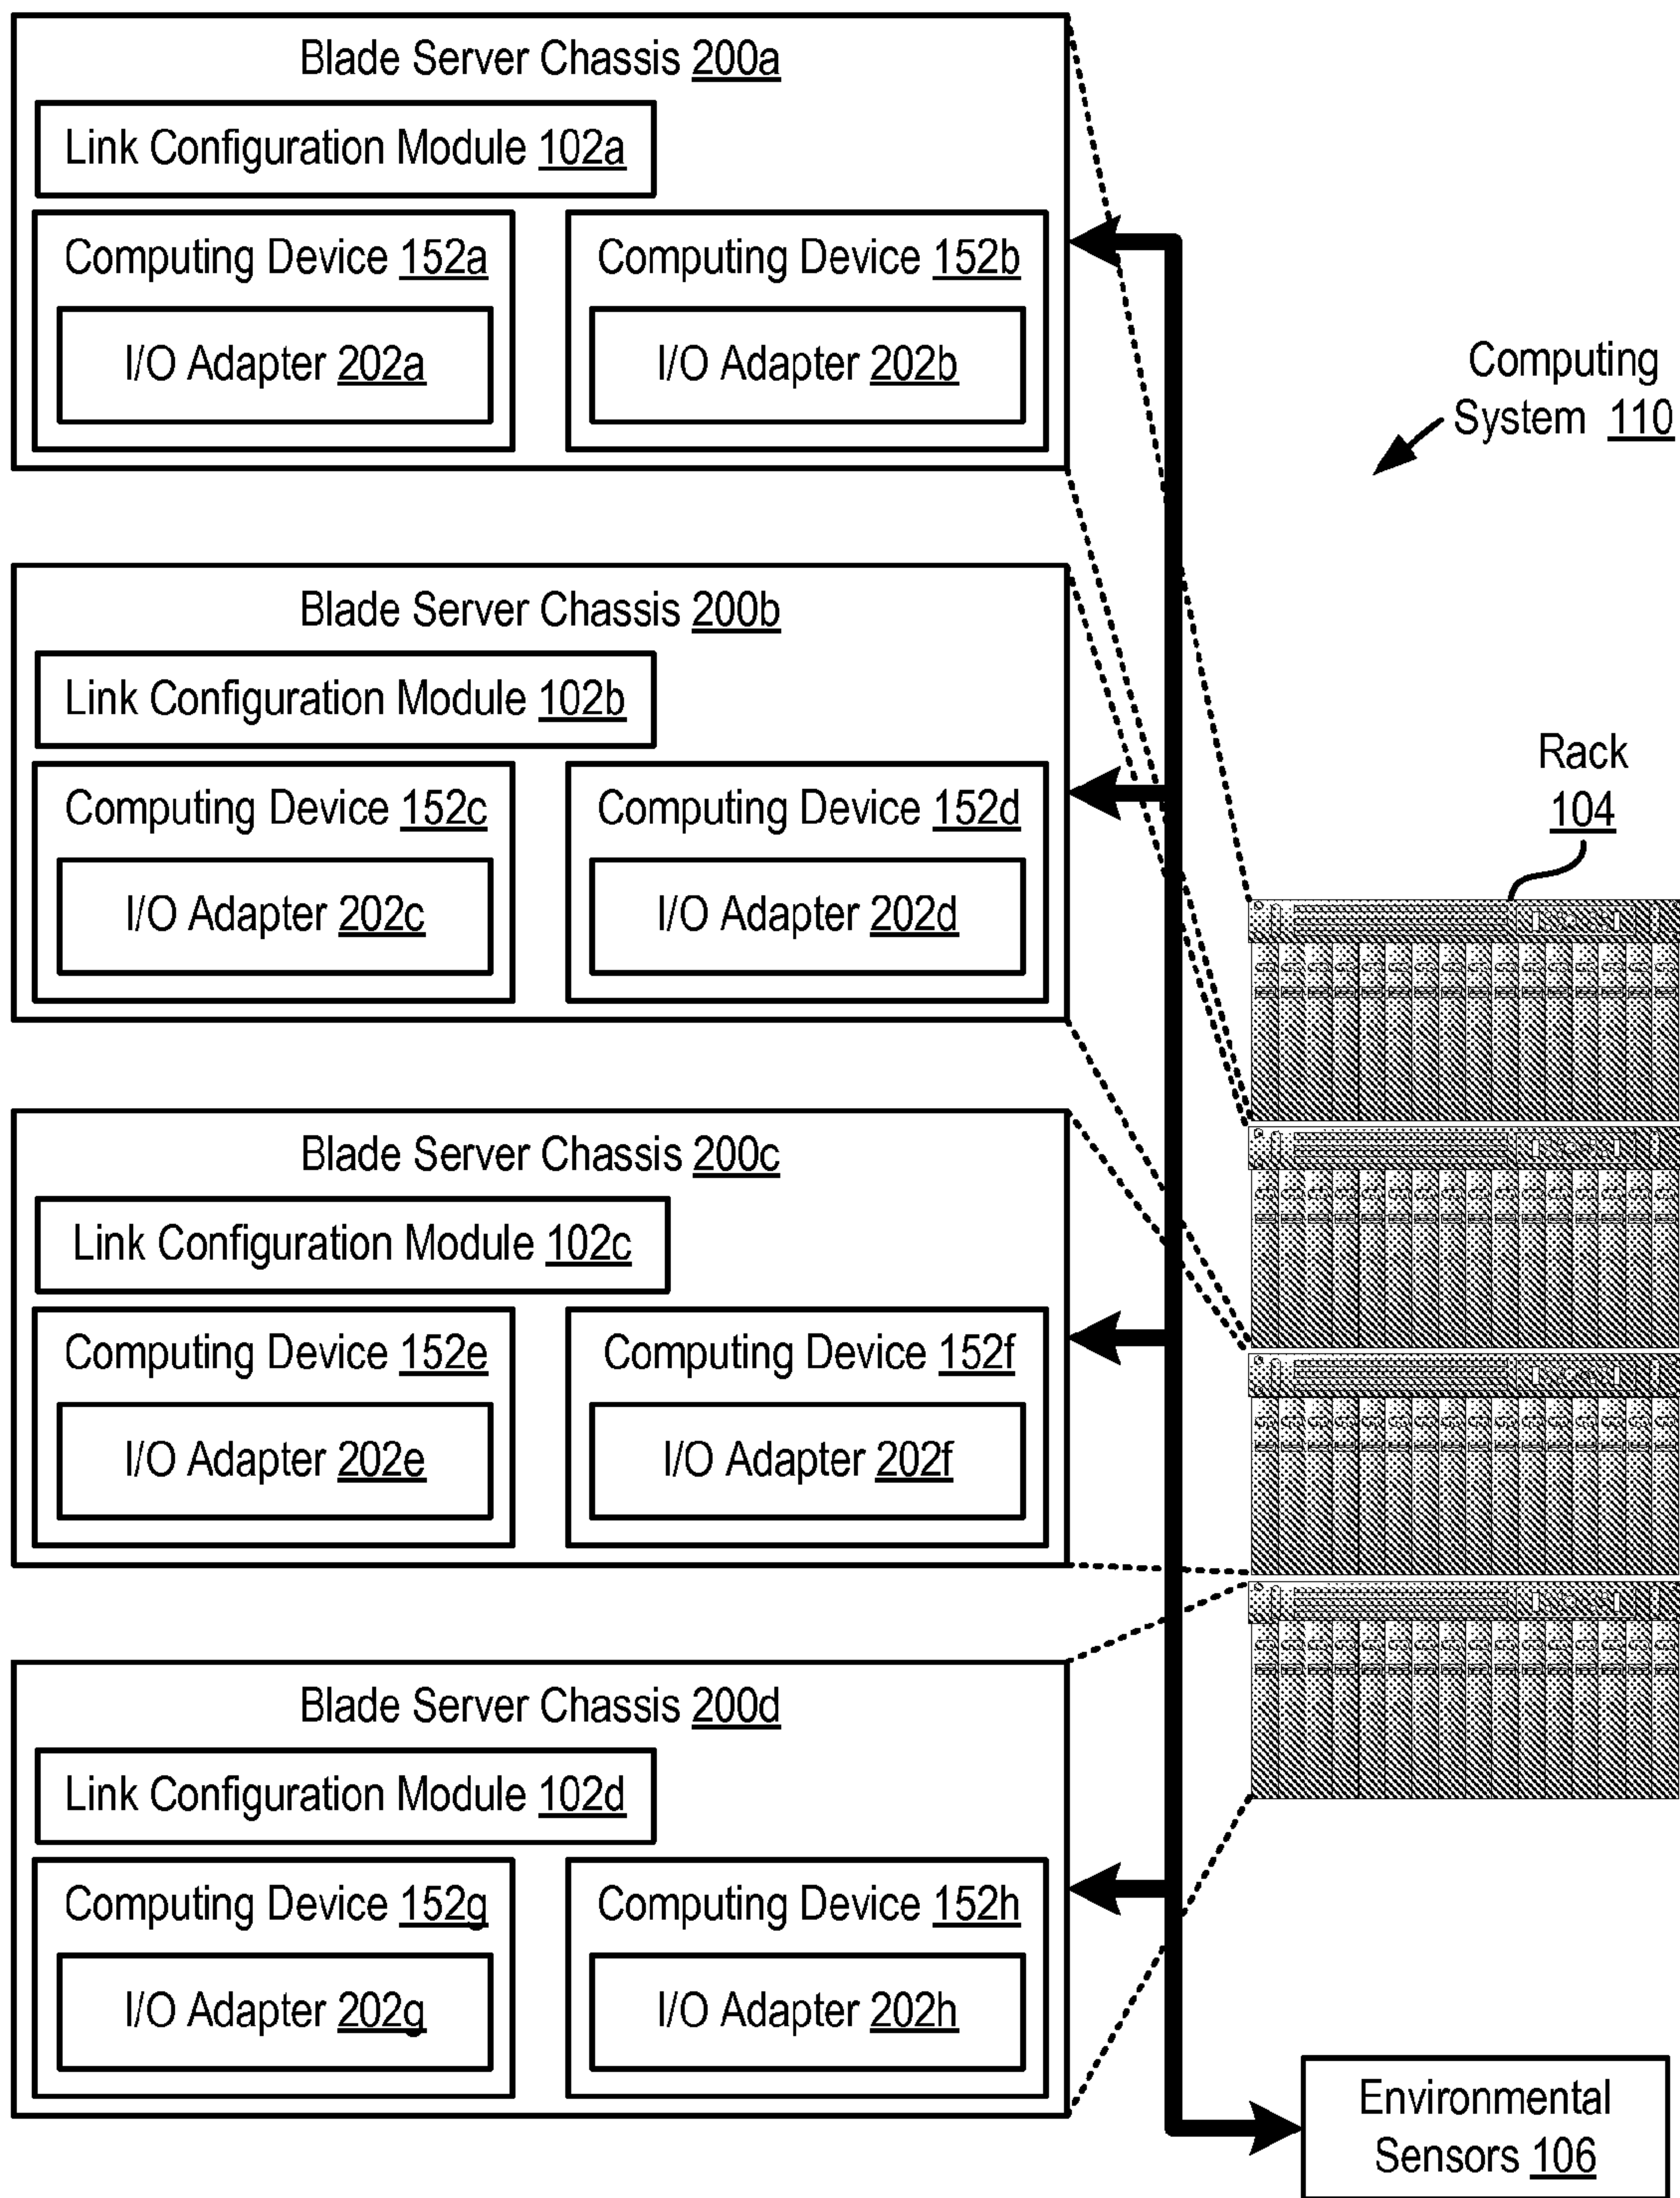 Blade Server Chassis 200a
Link Configuration Module 102a
Computing Device 152a
I/O Adapter 202a
Computing Device 152b
I/O Adapter 202b
Blade Server Chassis 200b
Link Configuration Module 102b
Computing Device 152c
I/O Adapter 202c
Computing Device 152d
I/O Adapter 202d
Blade Server Chassis 200c
Link Configuration Module 102c
Computing Device 152e
I/O Adapter 202e
Computing Device 152f
I/O Adapter 202f
Blade Server Chassis 200d
Link Configuration Module 102d
Computing Device 152g
I/O Adapter 202g
Computing Device 152h
I/O Adapter 202h
Computing
System 110
Rack
104
Environmental
Sensors 106